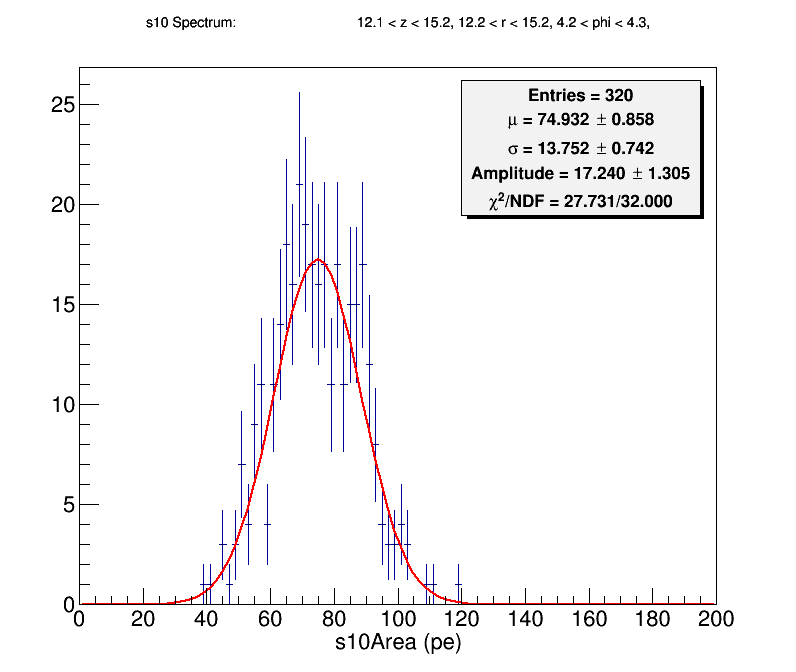 s10 Spectrum: 12.1 < z < 15.2, 12.2 < r < 15.2, 4.2 < phi < 4.3,
Entries = 320
μ = 74.932 ± 0.858
σ = 13.752 ± 0.742
Amplitude = 17.240 ± 1.305
χ²/NDF = 27.731/32.000
25
20
15
10
5
0
0 20 40 60 80 100 120 140 160 180 200
s10Area (pe)